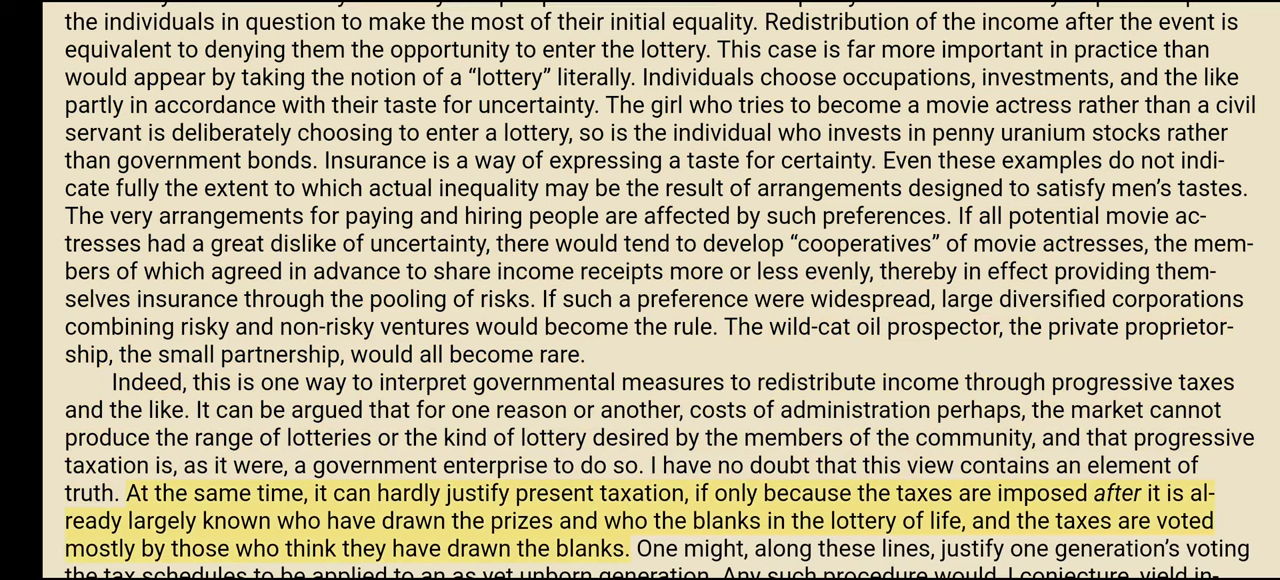 the individuals in question to make the most of their initial equality. Redistribution of the income after the event is
equivalent to denying them the opportunity to enter the lottery. This case is far more important in practice than
would appear by taking the notion of a “lottery” literally. Individuals choose occupations, investments, and the like
partly in accordance with their taste for uncertainty. The girl who tries to become a movie actress rather than a civil
servant is deliberately choosing to enter a lottery, so is the individual who invests in penny uranium stocks rather
than government bonds. Insurance is a way of expressing a taste for certainty. Even these examples do not indi-
cate fully the extent to which actual inequality may be the result of arrangements designed to satisfy men’s tastes.
The very arrangements for paying and hiring people are affected by such preferences. If all potential movie ac-
tresses had a great dislike of uncertainty, there would tend to develop “cooperatives” of movie actresses, the mem-
bers of which agreed in advance to share income receipts more or less evenly, thereby in effect providing them-
selves insurance through the pooling of risks. If such a preference were widespread, large diversified corporations
combining risky and non-risky ventures would become the rule. The wild-cat oil prospector, the private proprietor-
ship, the small partnership, would all become rare.
Indeed, this is one way to interpret governmental measures to redistribute income through progressive taxes
and the like. It can be argued that for one reason or another, costs of administration perhaps, the market cannot
produce the range of lotteries or the kind of lottery desired by the members of the community, and that progressive
taxation is, as it were, a government enterprise to do so. I have no doubt that this view contains an element of
truth. At the same time, it can hardly justify present taxation, if only because the taxes are imposed after it is al-
ready largely known who have drawn the prizes and who the blanks in the lottery of life, and the taxes are voted
mostly by those who think they have drawn the blanks. One might, along these lines, justify one generation’s voting
the tax schedules to be applied to an as yet unborn generation. Any such procedure would, I conjecture, yield in-